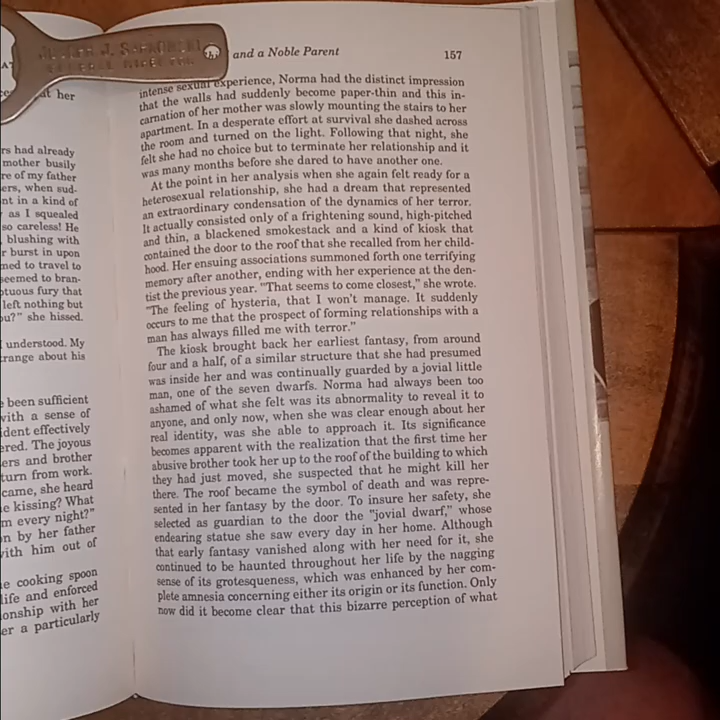 and a Noble Parent 157
her
rs had already
mother busily
re of my father
ers, when sud-
nt in a kind of
as I squealed
so careless! He
, blushing with
r burst in upon
med to travel to
seemed to bran-
ptuous fury that
left nothing but
ou?" she hissed.
understood. My
range about his
been sufficient
with a sense of
ident effectively
ered. The joyous
ers and brother
turn from work.
came, she heard
e kissing? What
m every night?"
n by her father
with him out of
e cooking spoon
life and enforced
ionship with her
er a particularly
intense sexual experience, Norma had the distinct impression
that the walls had suddenly become paper-thin and this in-
carnation of her mother was slowly mounting the stairs to her
apartment. In a desperate effort at survival she dashed across
the room and turned on the light. Following that night, she
felt she had no choice but to terminate her relationship and it
was many months before she dared to have another one.
At the point in her analysis when she again felt ready for a
heterosexual relationship, she had a dream that represented
an extraordinary condensation of the dynamics of her terror.
It actually consisted only of a frightening sound, high-pitched
and thin, a blackened smokestack and a kind of kiosk that
contained the door to the roof that she recalled from her child-
hood. Her ensuing associations summoned forth one terrifying
memory after another, ending with her experience at the den-
tist the previous year. "That seems to come closest," she wrote.
"The feeling of hysteria, that I won't manage. It suddenly
occurs to me that the prospect of forming relationships with a
man has always filled me with terror."
The kiosk brought back her earliest fantasy, from around
four and a half, of a similar structure that she had presumed
was inside her and was continually guarded by a jovial little
man, one of the seven dwarfs. Norma had always been too
ashamed of what she felt was its abnormality to reveal it to
anyone, and only now, when she was clear enough about her
real identity, was she able to approach it. Its significance
becomes apparent with the realization that the first time her
abusive brother took her up to the roof of the building to which
they had just moved, she suspected that he might kill her
there. The roof became the symbol of death and was repre-
sented in her fantasy by the door. To insure her safety, she
selected as guardian to the door the "jovial dwarf," whose
endearing statue she saw every day in her home. Although
that early fantasy vanished along with her need for it, she
continued to be haunted throughout her life by the nagging
sense of its grotesqueness, which was enhanced by her com-
plete amnesia concerning either its origin or its function. Only
now did it become clear that this bizarre perception of what